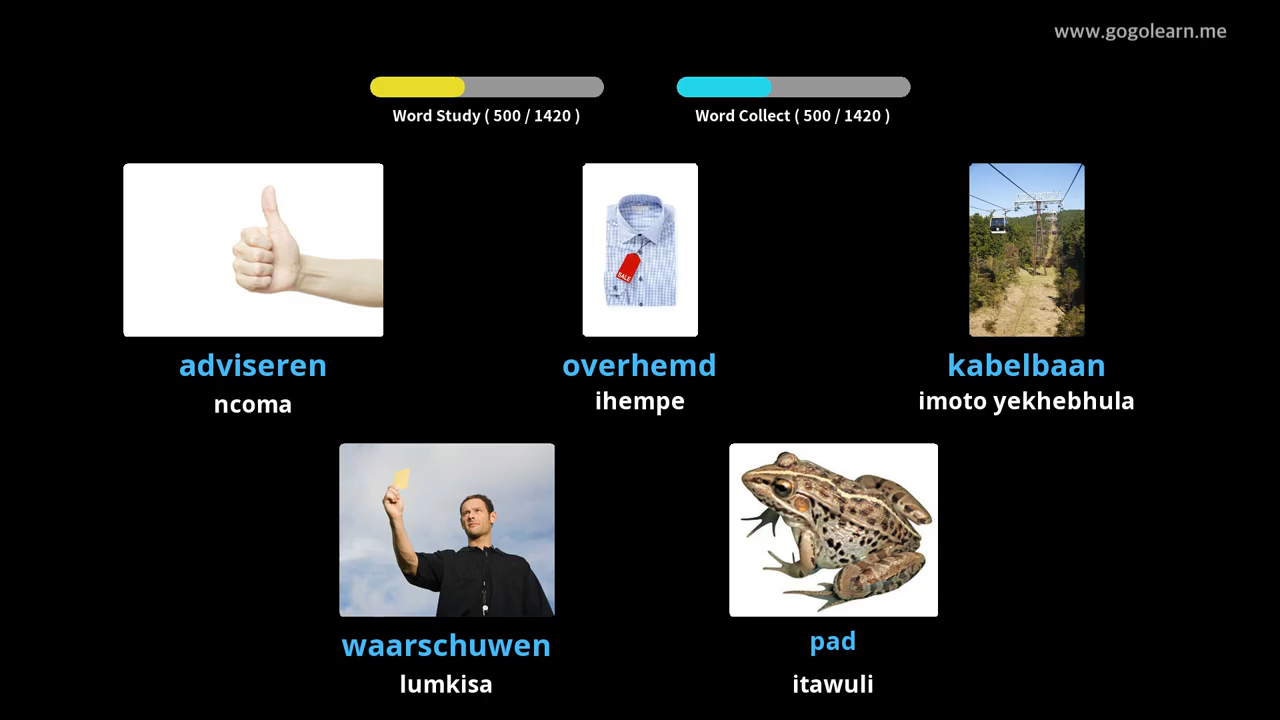 www.gogolearn.me
Word Study ( 500 / 1420 )
Word Collect ( 500 / 1420 )
SALE
adviseren
overhemd
kabelbaan
ncoma
ihempe
imoto yekhebhula
waarschuwen
pad
lumkisa
itawuli